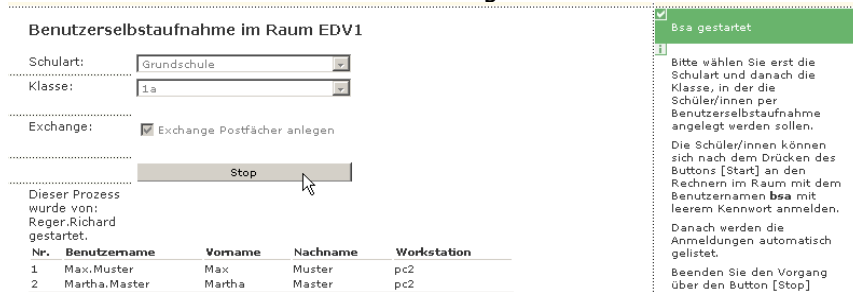 Benutzerselbstaufnahme im Raum EDV1
Schulart: Grundschule
Klasse: 1a
Exchange: Exchange Postfächer anlegen
Stop
Dieser Prozess
wurde von:
Reger.Richard
gestartet.
Nr. Benutzername Vorname Nachname Workstation
1 Max.Muster Max Muster pc2
2 Martha.Master Martha Master pc2
Bsa gestartet
Bitte wählen Sie erst die
Schulart und danach die
Klasse, in der die
Schüler/innen per
Benutzerselbstaufnahme
angelegt werden sollen.
Die Schüler/innen können
sich nach dem Drücken des
Buttons [Start] an den
Rechnern im Raum mit dem
Benutzernamen bsa mit
leerem Kennwort anmelden.
Danach werden die
Anmeldungen automatisch
gelistet.
Beenden Sie den Vorgang
über den Button [Stop]